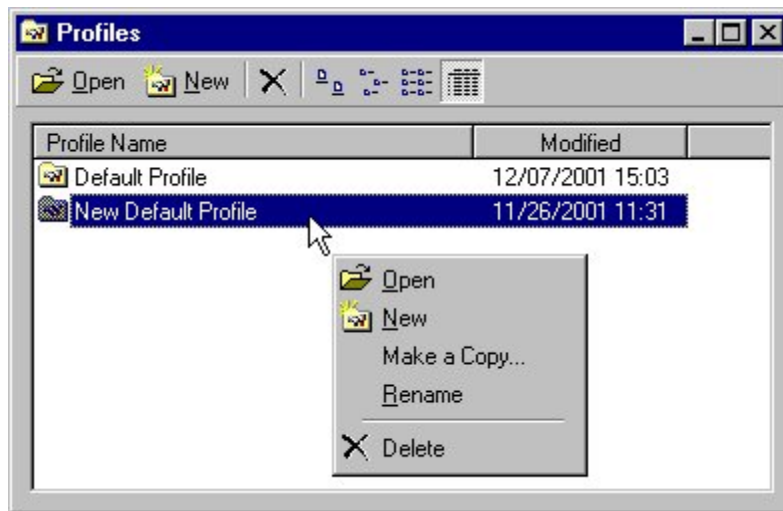 Profiles
Open New
Profile Name Modified
Default Profile 12/07/2001 15:03
New Default Profile 11/26/2001 11:31
Open
New
Make a Copy...
Rename
Delete